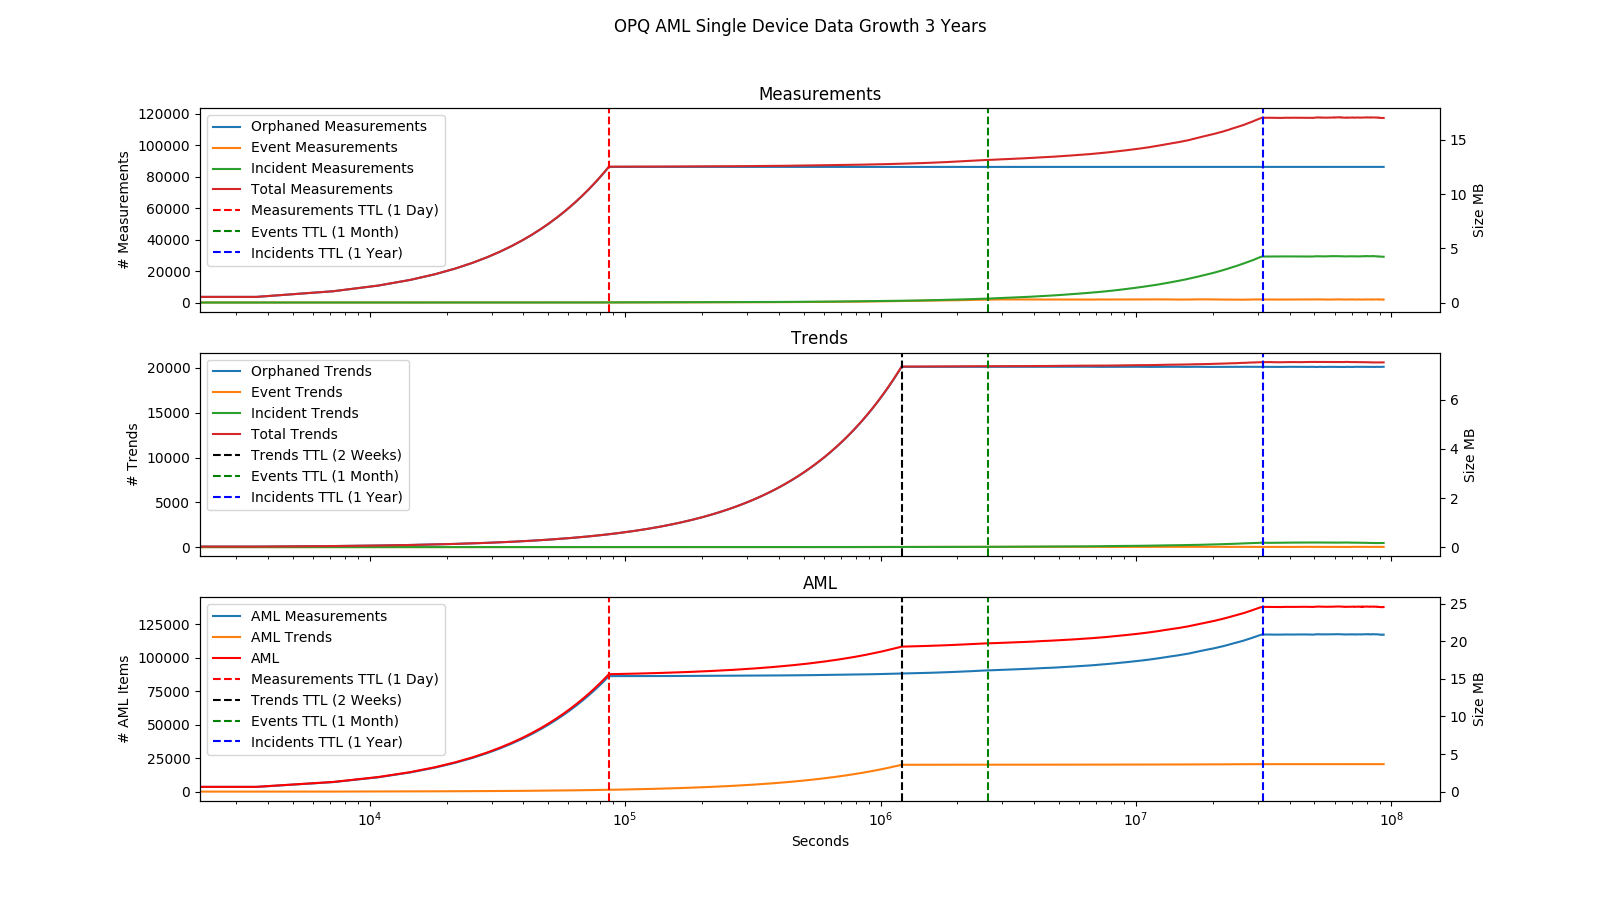 OPQ AML Single Device Data Growth 3 Years
Measurements
# Measurements
120000
100000
80000
60000
40000
20000
0
Orphaned Measurements
Event Measurements
Incident Measurements
Total Measurements
Measurements TTL (1 Day)
Events TTL (1 Month)
Incidents TTL (1 Year)
15
10
5
0
Size MB
Trends
# Trends
20000
15000
10000
5000
0
Orphaned Trends
Event Trends
Incident Trends
Total Trends
Trends TTL (2 Weeks)
Events TTL (1 Month)
Incidents TTL (1 Year)
6
4
2
0
Size MB
AML
# AML Items
125000
100000
75000
50000
25000
0
AML Measurements
AML Trends
AML
Measurements TTL (1 Day)
Trends TTL (2 Weeks)
Events TTL (1 Month)
Incidents TTL (1 Year)
25
20
15
10
5
0
Size MB
10⁴ 10⁵ 10⁶ 10⁷ 10⁸
Seconds